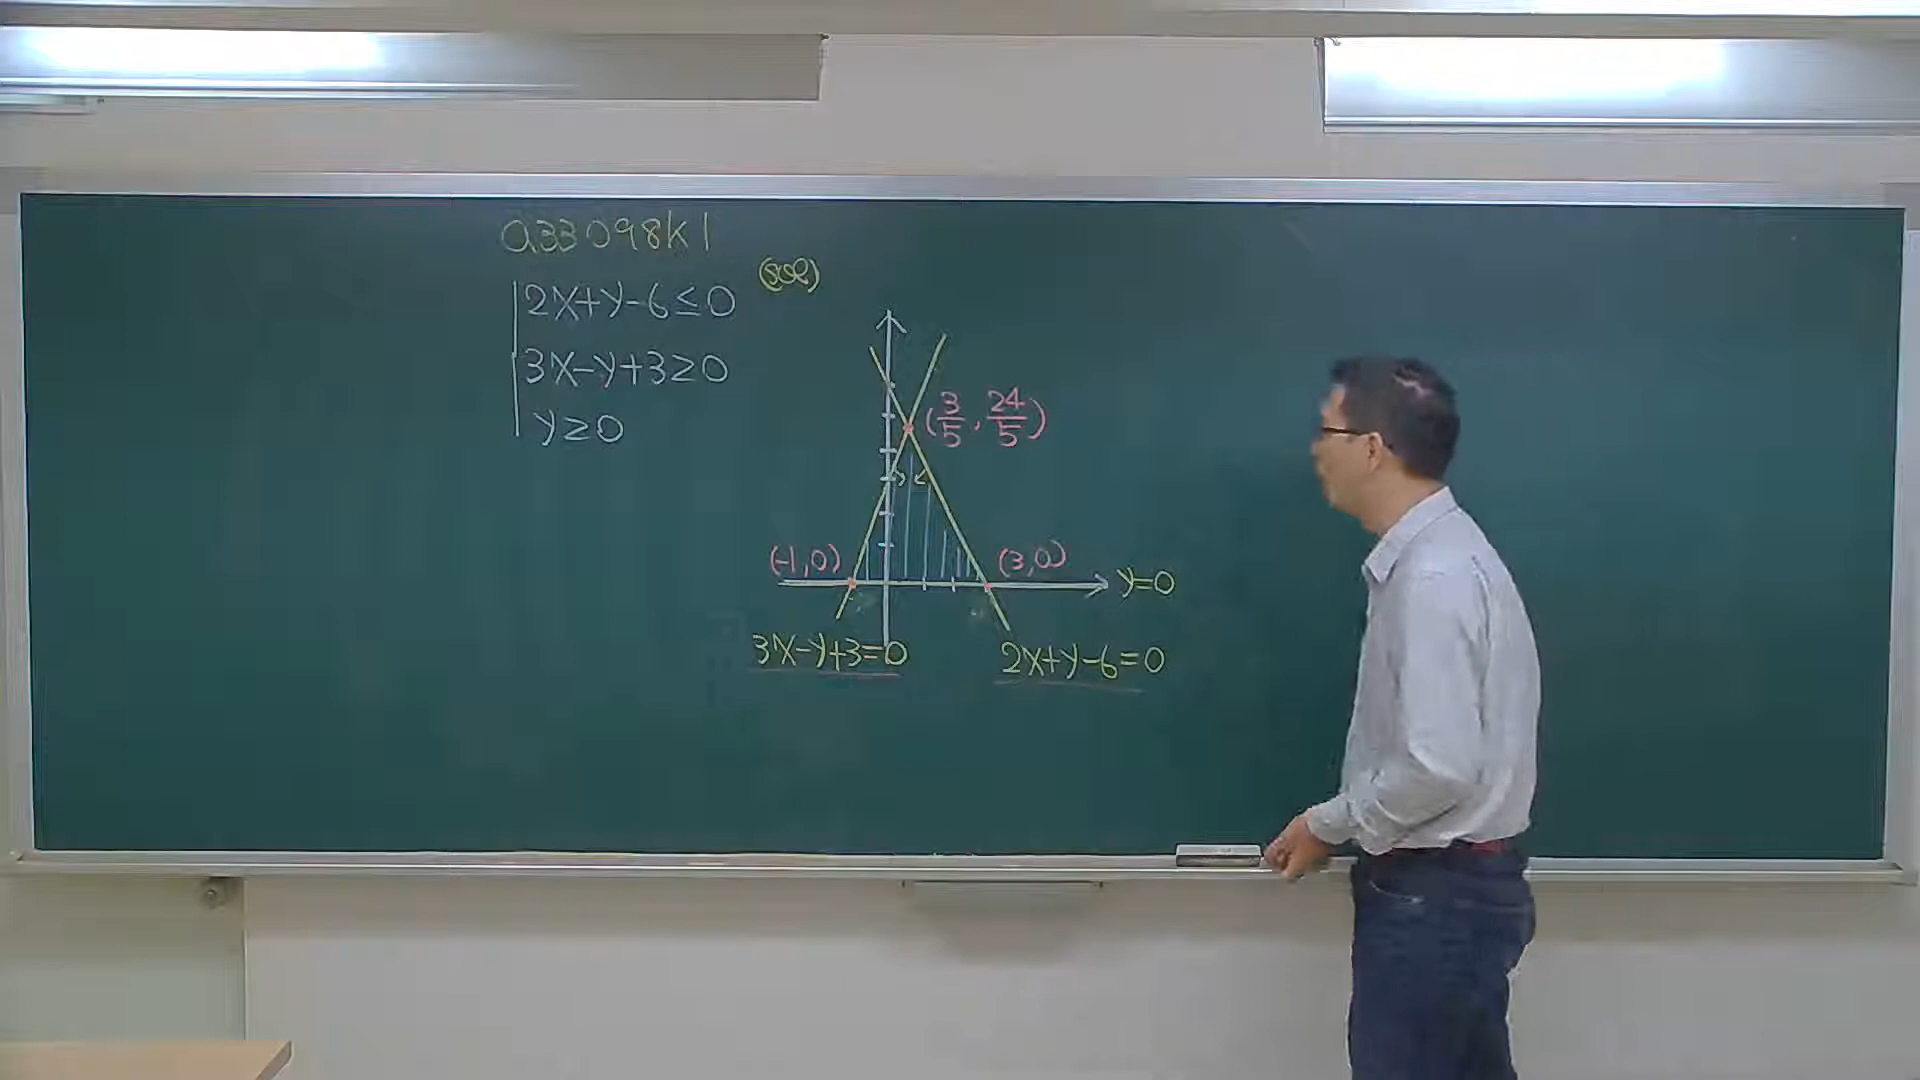 a33098k1
2x+y-6≤0
3x-y+3≥0
y≥0
(sol)
(3/5, 24/5)
(-1,0)
(3,0)
y=0
3x-y+3=0
2x+y-6=0